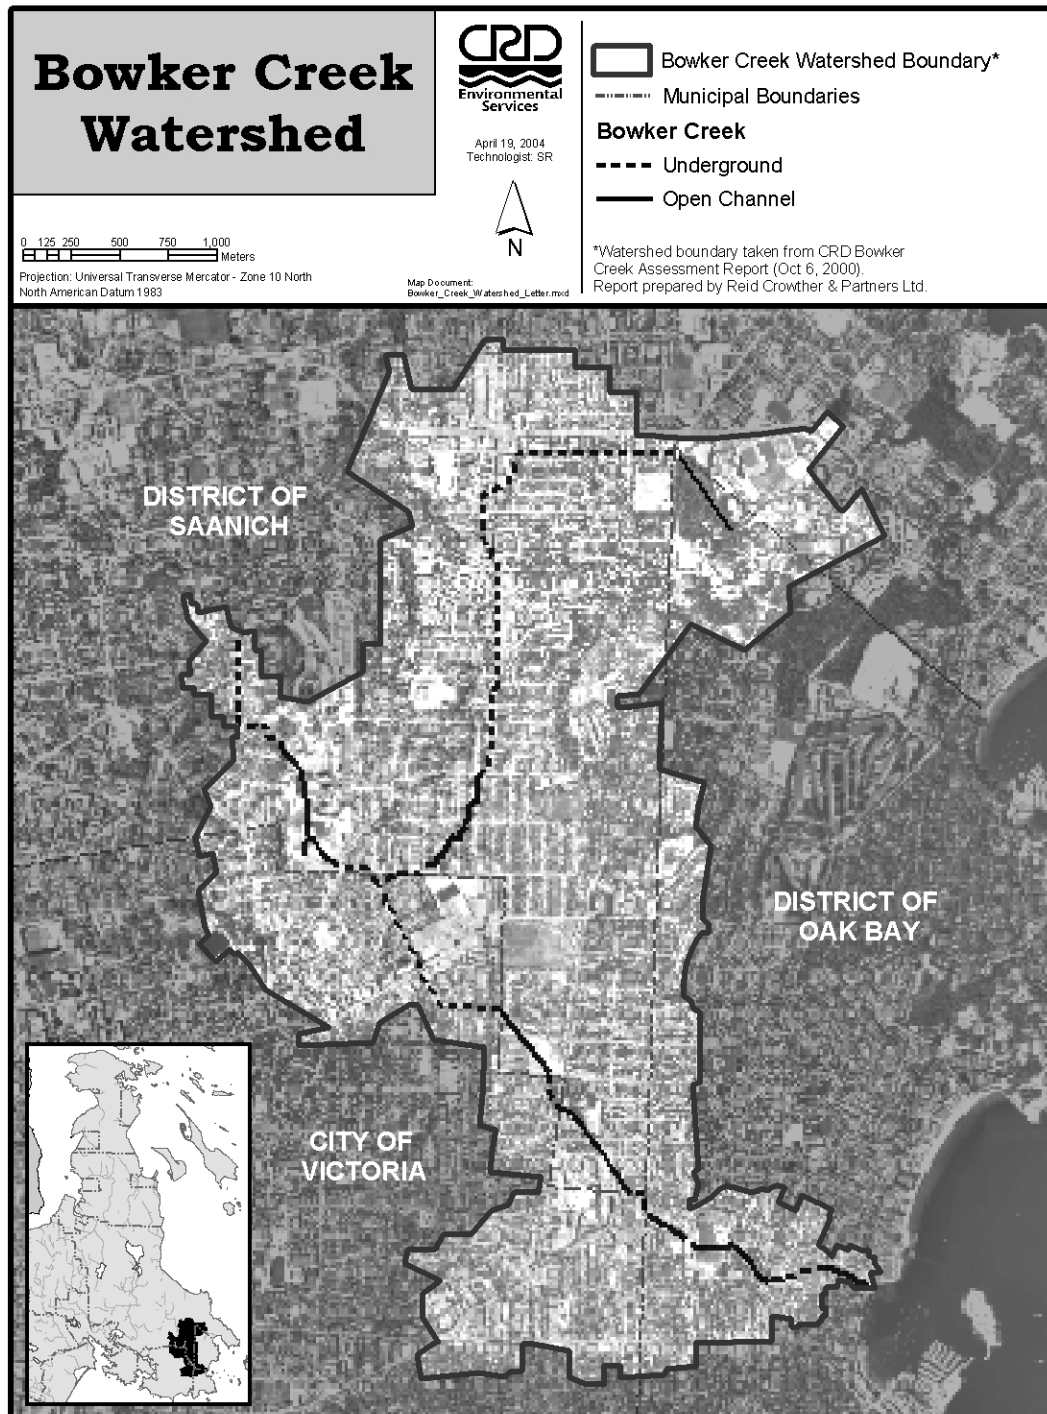 Bowker Creek
Watershed
CRD
Environmental
Services
April 19, 2004
Technologist: SR
N
0 125 250 500 750 1,000
Meters
Projection: Universal Transverse Mercator - Zone 10 North
North American Datum 1983
Map Document:
Bowker_Creek_Watershed_Letter.mxd
Bowker Creek Watershed Boundary*
Municipal Boundaries
Bowker Creek
Underground
Open Channel
*Watershed boundary taken from CRD Bowker
Creek Assessment Report (Oct 6, 2000).
Report prepared by Reid Crowther & Partners Ltd.
DISTRICT OF
SAANICH
DISTRICT OF
OAK BAY
CITY OF
VICTORIA